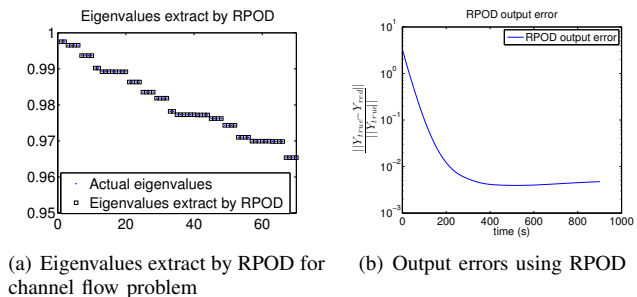 Eigenvalues extract by RPOD
1
0.99
0.98
0.97
0.96
0.95
0 20 40 60
Actual eigenvalues
Eigenvalues extract by RPOD
(a) Eigenvalues extract by RPOD for
channel flow problem
RPOD output error
RPOD output error
10^1
10^0
10^-1
10^-2
10^-3
||Y_true − Y_red||
||Y_true||
0 200 400 600 800 1000
time (s)
(b) Output errors using RPOD